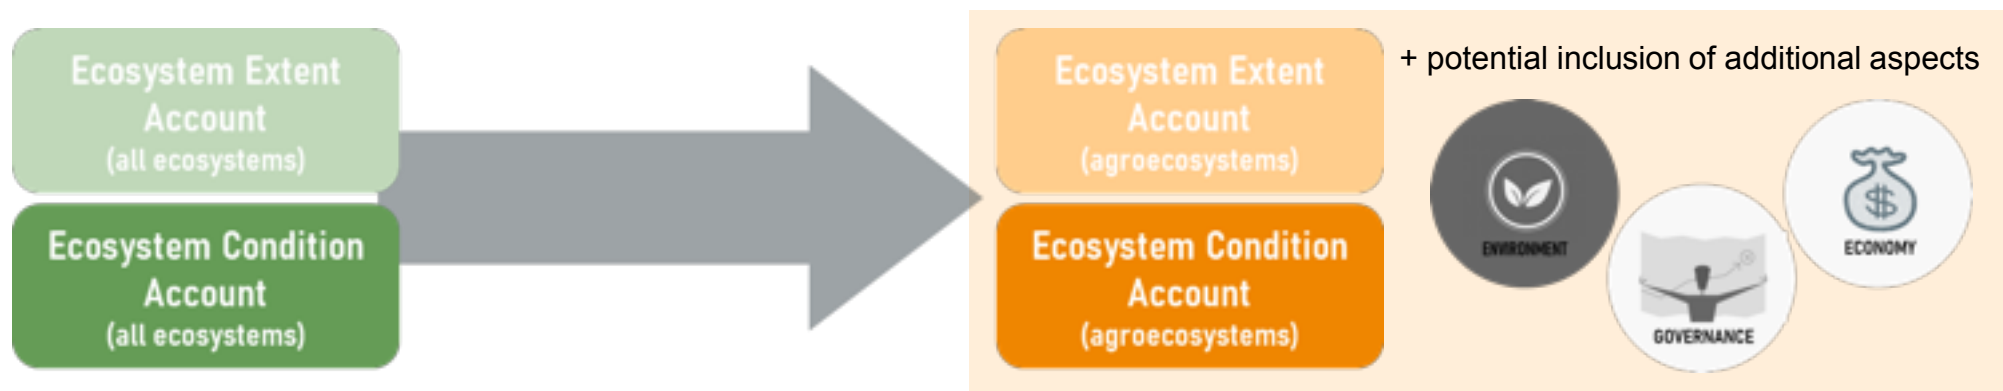 Ecosystem Extent
Account
(all ecosystems)
Ecosystem Condition
Account
(all ecosystems)
Ecosystem Extent
Account
(agroecosystems)
Ecosystem Condition
Account
(agroecosystems)
+ potential inclusion of additional aspects
ENVIRONMENT
GOVERNANCE
$
ECONOMY